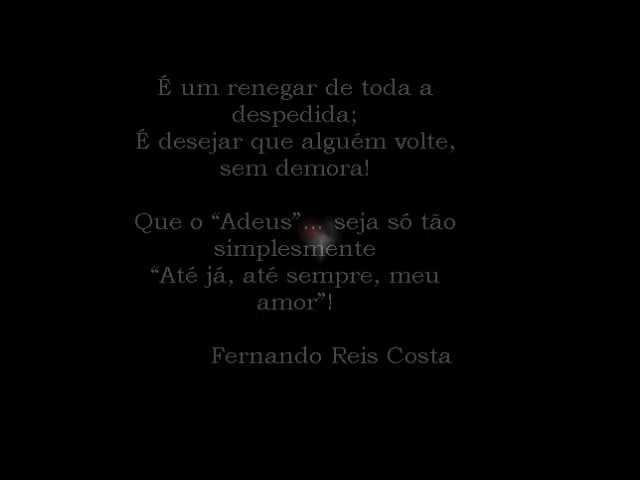 É um renegar de toda a
despedida;
É desejar que alguém volte,
sem demora!
Que o “Adeus”... seja só tão
simplesmente
“Até já, até sempre, meu
amor”!
Fernando Reis Costa